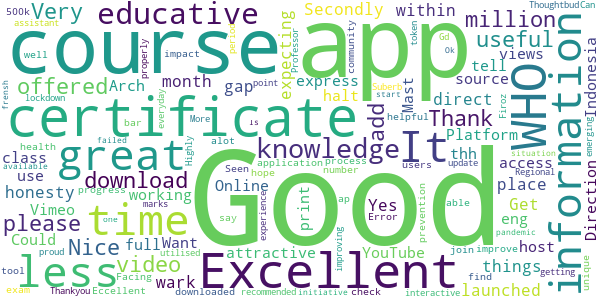 500k
Very
educative
million
ThoughtbudCan
assistant
Secondly
within
course
app
useful
well
impact
properly
period
expecting
Professor
community
token
Gd
Ok
views
tell
offered
Arch
month
gap
express
halt
Suberb
start
source
WHO
information
Indonesia
certificate
add
Mast
direct
Thank
helpful
Firoz
frensh
lockdown
bar
everyday
More
point
great
knowledge
It
Platform
thh
emerging
health
class
available
failed
is
Highly
alot
Seen
application
process
users
update
access
situation
Regional
use
download
Online
hope
number
Good
place
Direction
honesty
progress
marks
working
experience
print
ap
Yes
Error
prevention
able
Get
eng
pandemic
please
Vimeo
time
say
improving
one
Could
Nice
full
Want
attractive
YouTube
join
improve
host
proud
utilised
less
video
Facing
wark
Excellent
things
find
getting
unique
tool
exam
Thankyou
Eccellent
downloaded
recommended
initiative
check
interactive
launched